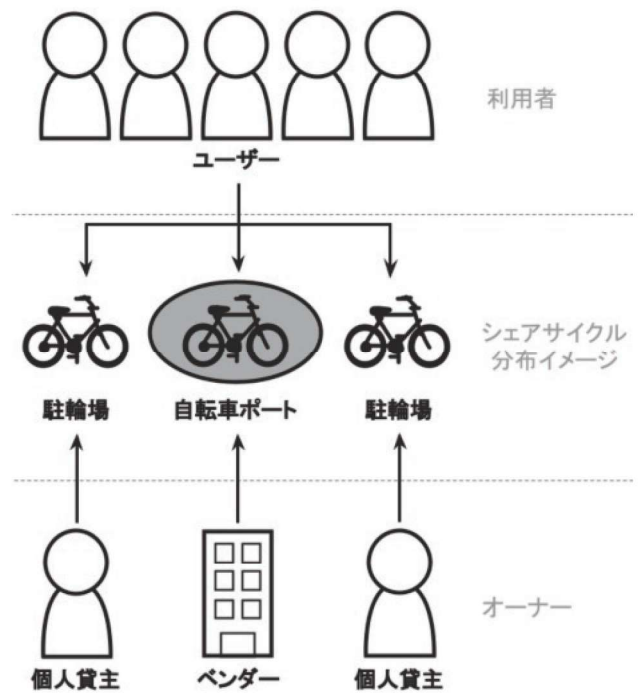 利用者
ユーザー
シェアサイクル
分布イメージ
駐輪場
自転車ポート
駐輪場
オーナー
個人貸主
ベンダー
個人貸主